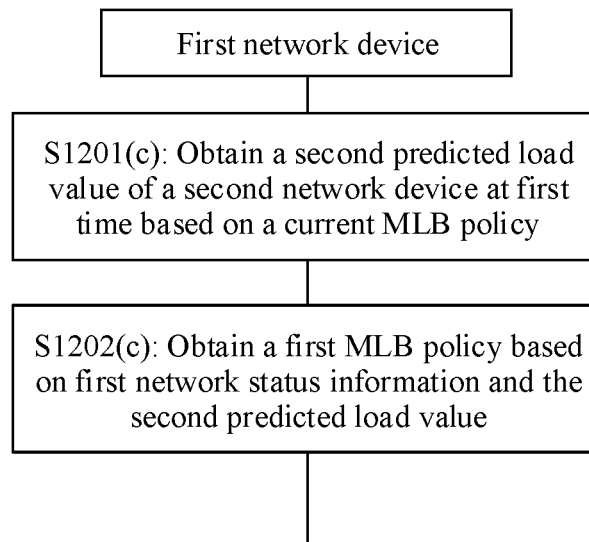 First network device
S1201(c): Obtain a second predicted load
value of a second network device at first
time based on a current MLB policy
S1202(c): Obtain a first MLB policy based
on first network status information and the
second predicted load value